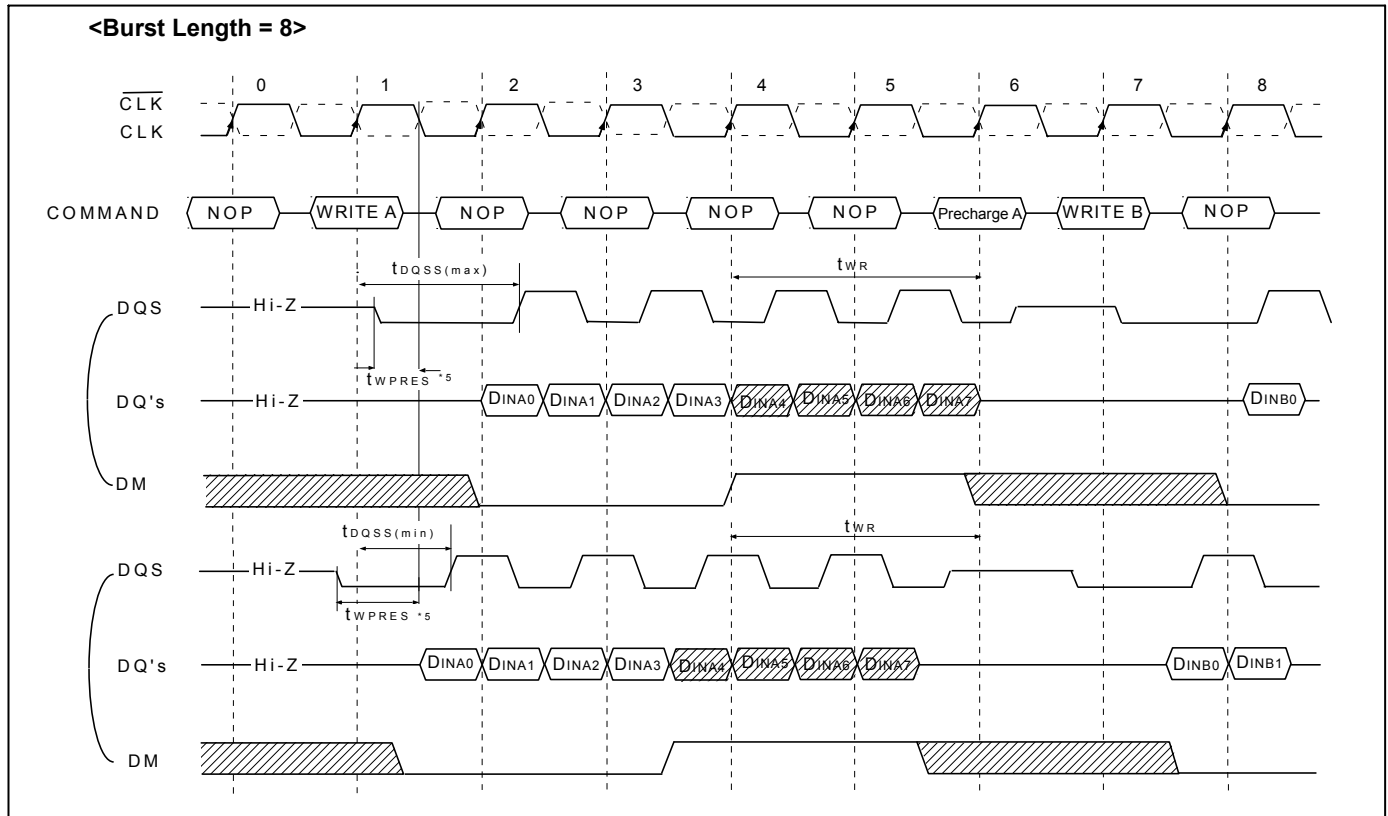 <Burst Length = 8>
0 1 2 3 4 5 6 7 8
CLK
CLK
COMMAND NOP WRITE A NOP NOP NOP NOP Precharge A WRITE B NOP
tDQSS(max) tWR
DQS Hi-Z
tWPRES *5
DQ's Hi-Z DINA0 DINA1 DINA2 DINA3 DINA4 DINA5 DINA6 DINA7 DINB0
DM
tDQSS(min) tWR
DQS Hi-Z
tWPRES *5
DQ's Hi-Z DINA0 DINA1 DINA2 DINA3 DINA4 DINA5 DINA6 DINA7 DINB0 DINB1
DM